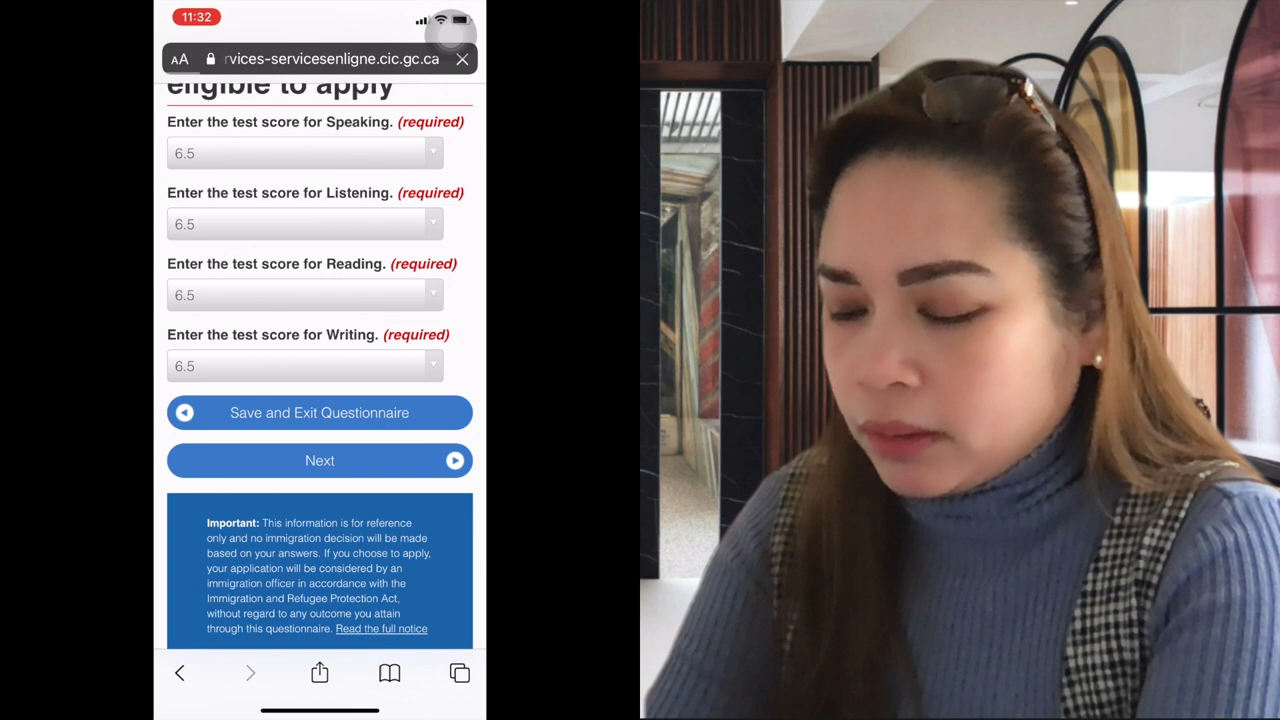 11:32
AA rvices-servicesenligne.cic.gc.ca
eligible to apply
Enter the test score for Speaking. (required)
6.5
Enter the test score for Listening. (required)
6.5
Enter the test score for Reading. (required)
6.5
Enter the test score for Writing. (required)
6.5
Save and Exit Questionnaire
Next
Important: This information is for reference
only and no immigration decision will be made
based on your answers. If you choose to apply,
your application will be considered by an
immigration officer in accordance with the
Immigration and Refugee Protection Act,
without regard to any outcome you attain
through this questionnaire. Read the full notice